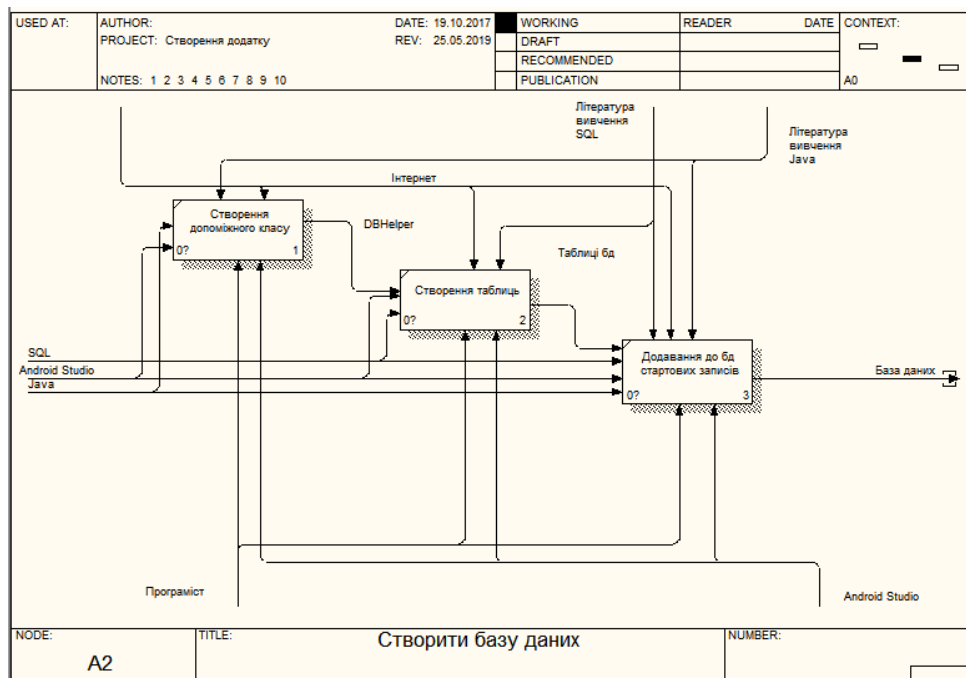 USED AT:
AUTHOR:
DATE: 19.10.2017
WORKING
READER
DATE
CONTEXT:
PROJECT: Створення додатку
REV: 25.05.2019
DRAFT
RECOMMENDED
NOTES: 1 2 3 4 5 6 7 8 9 10
PUBLICATION
A0
Література
вивчення
SQL
Література
вивчення
Java
Інтернет
Створення
допоміжного класу
0?
1
DBHelper
Таблиці бд
Створення таблиць
0?
2
SQL
Android Studio
Java
Додавання до бд
стартових записів
0?
3
База даних
Програміст
Android Studio
NODE:
A2
TITLE:
Створити базу даних
NUMBER: